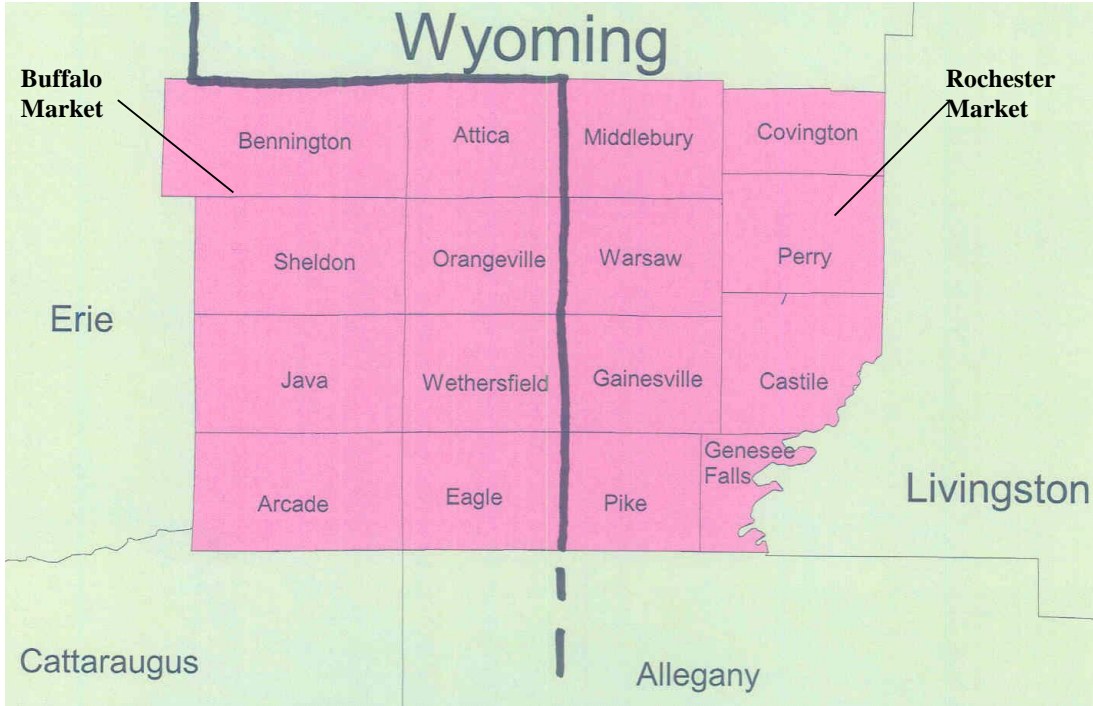 Wyoming
Buffalo
Market
Rochester
Market
Bennington
Attica
Middlebury
Covington
Sheldon
Orangeville
Warsaw
Perry
Erie
Java
Wethersfield
Gainesville
Castile
Genesee
Falls
Arcade
Eagle
Pike
Livingston
Cattaraugus
Allegany